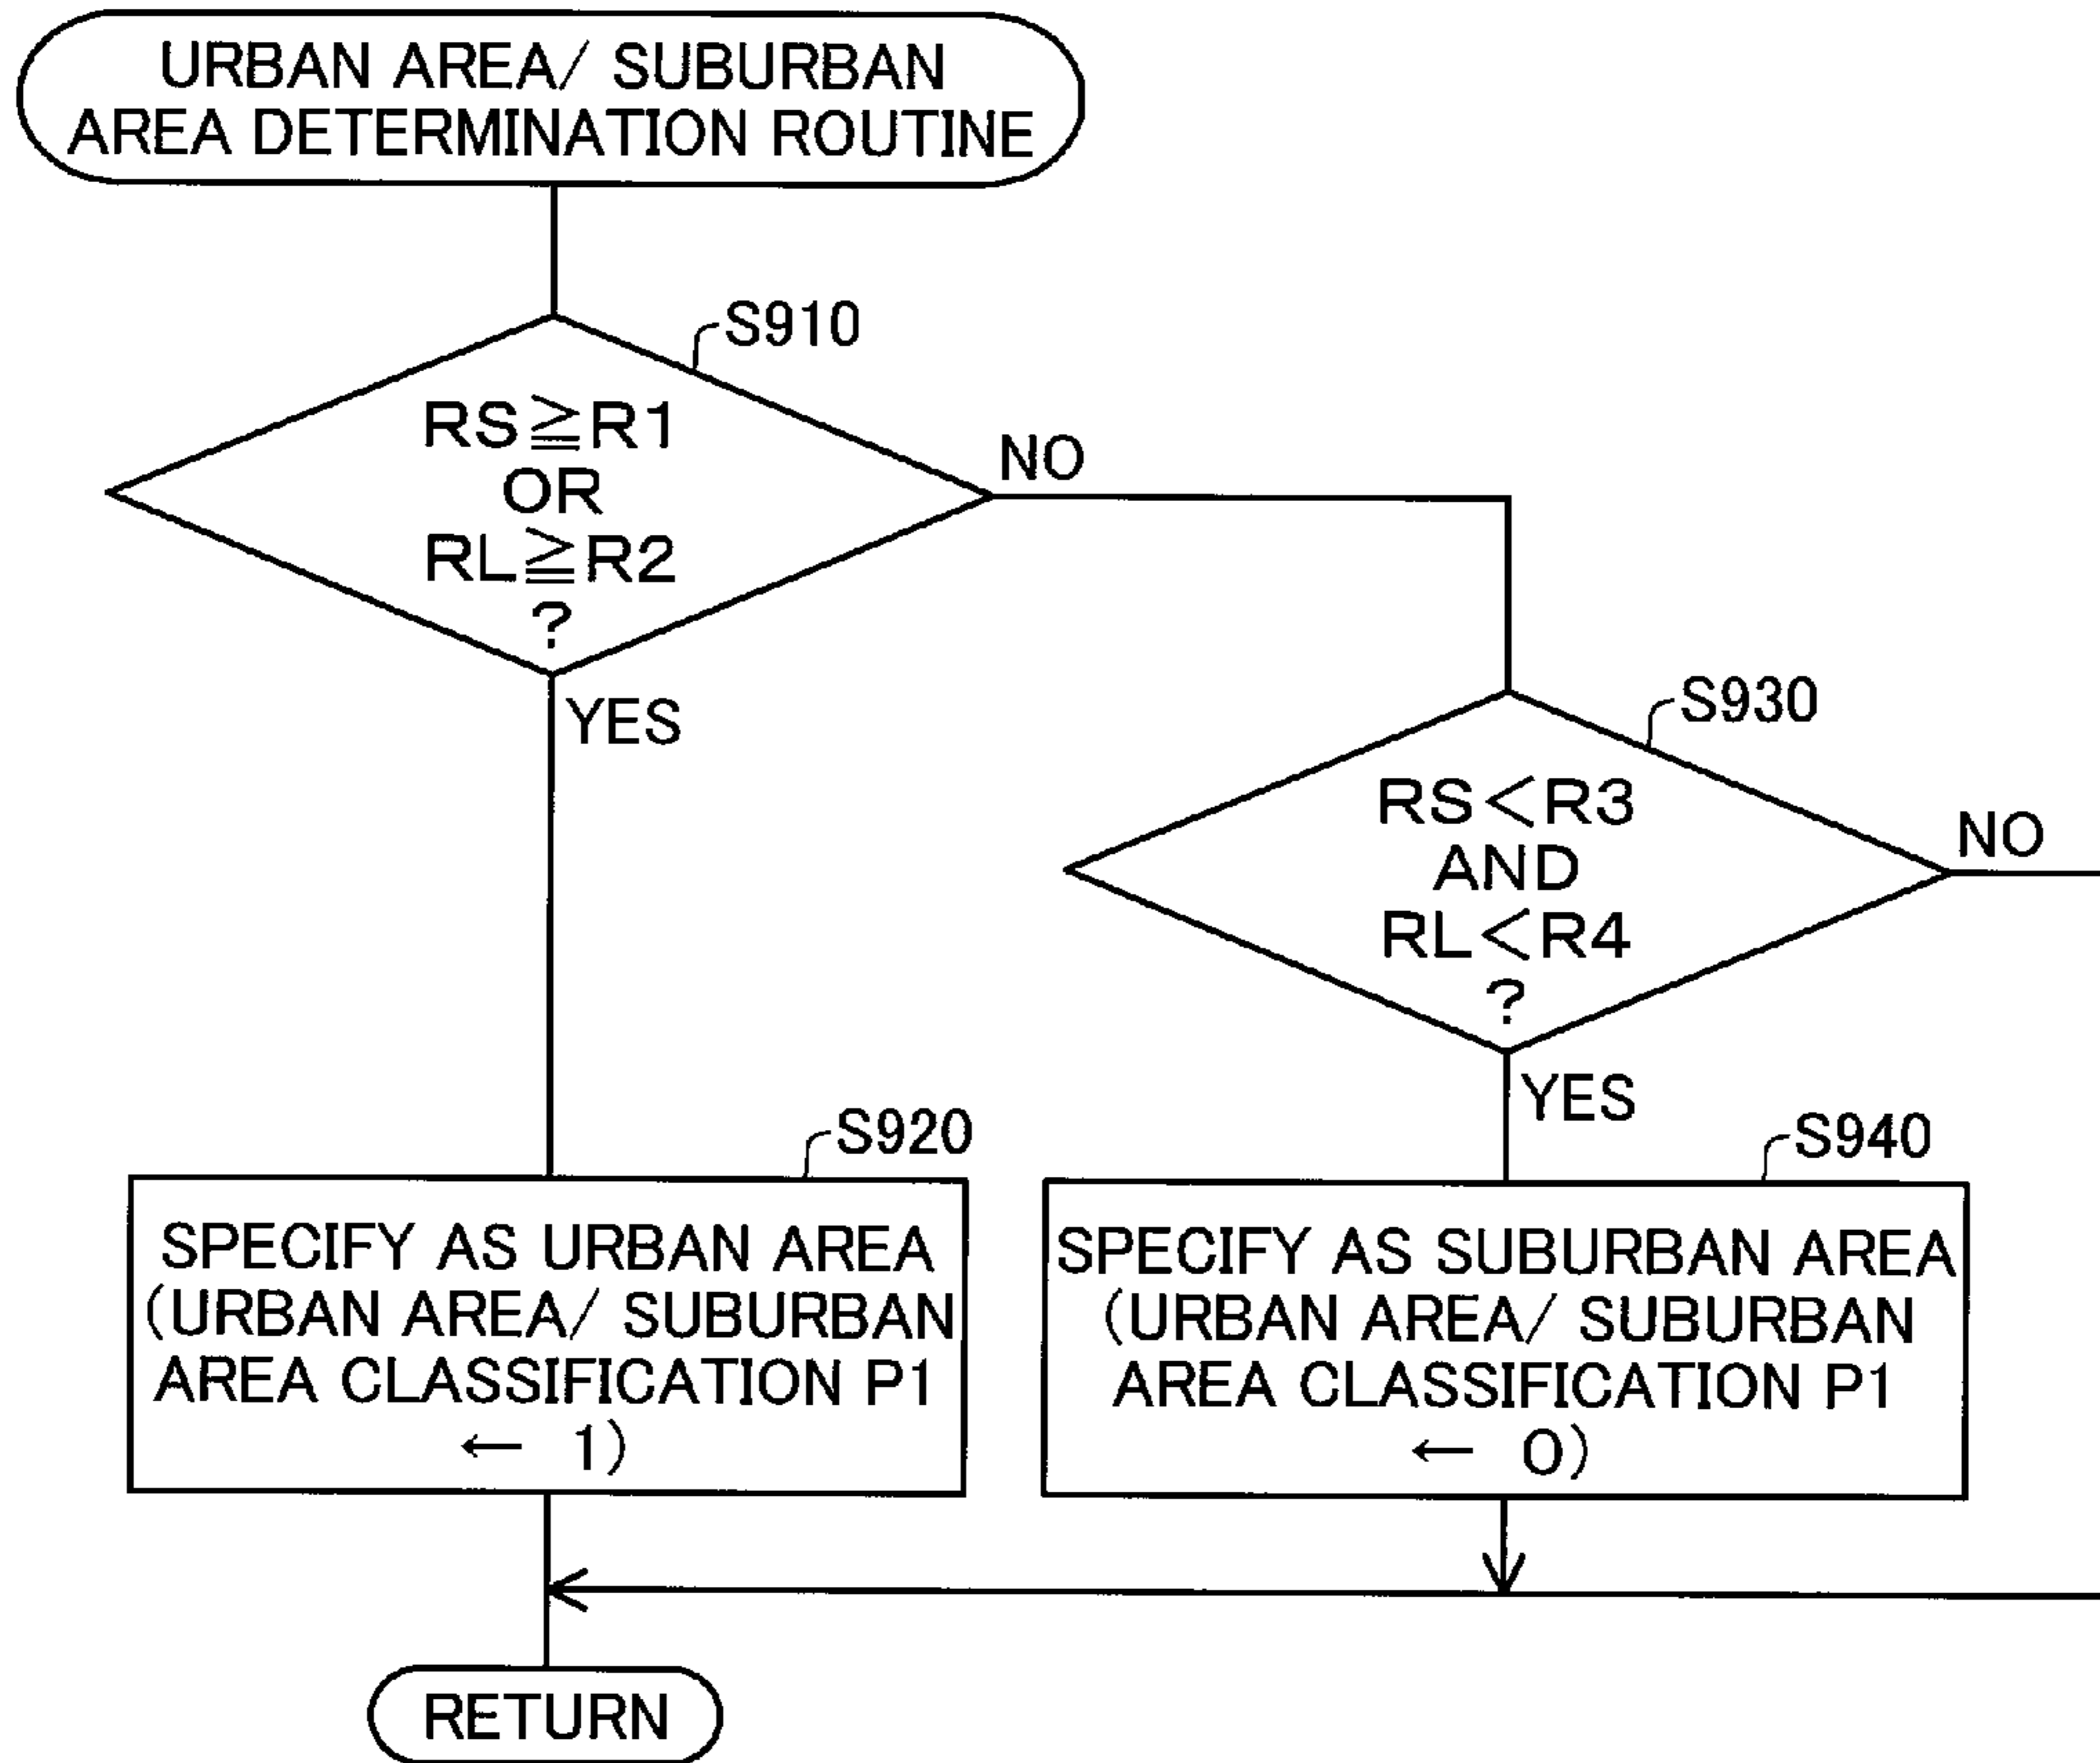 URBAN AREA/ SUBURBAN
AREA DETERMINATION ROUTINE
S910
RS≧R1
OR
RL≧R2
?
NO
YES
S930
RS<R3
AND
RL<R4
?
NO
YES
S920
SPECIFY AS URBAN AREA
(URBAN AREA/ SUBURBAN
AREA CLASSIFICATION P1
← 1)
S940
SPECIFY AS SUBURBAN AREA
(URBAN AREA/ SUBURBAN
AREA CLASSIFICATION P1
← 0)
RETURN